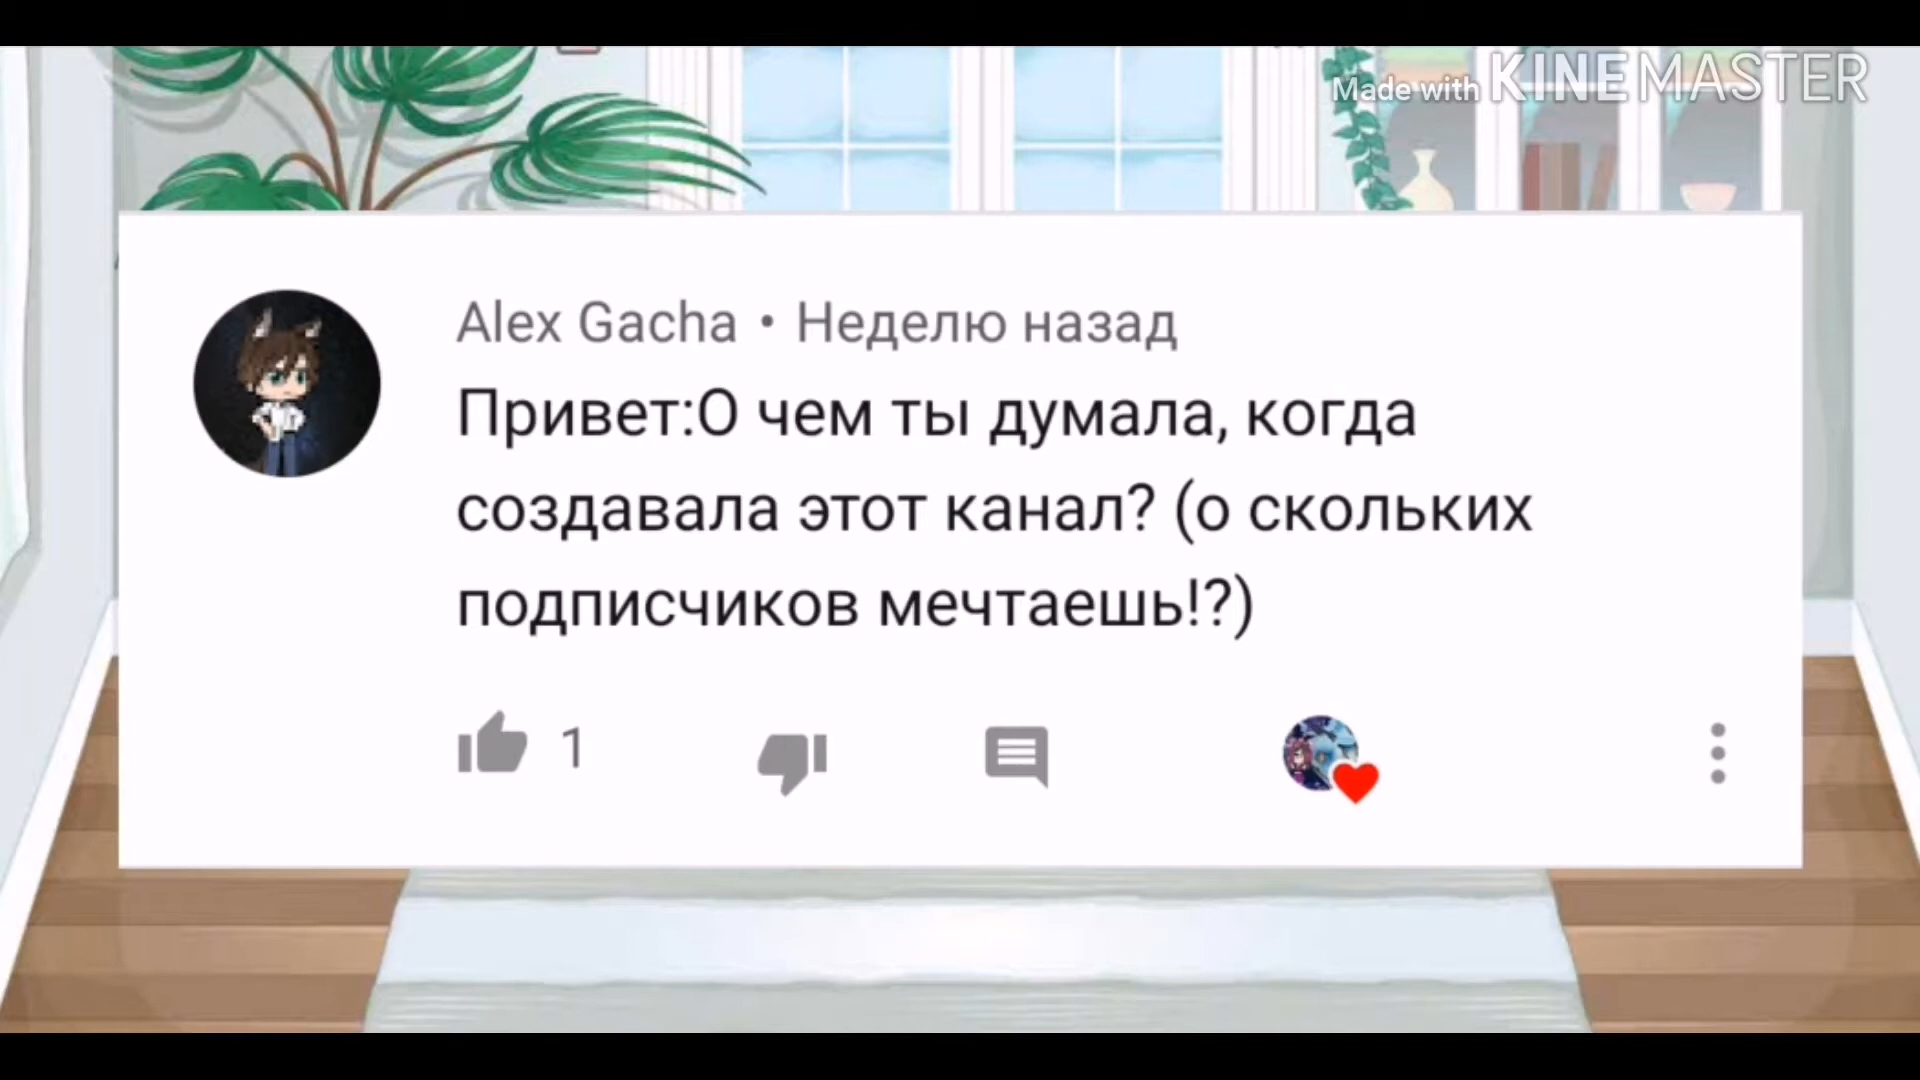 Made with KINEMASTER
Alex Gacha • Неделю назад
Привет:О чем ты думала, когда
создавала этот канал? (о скольких
подписчиков мечтаешь!?)
1